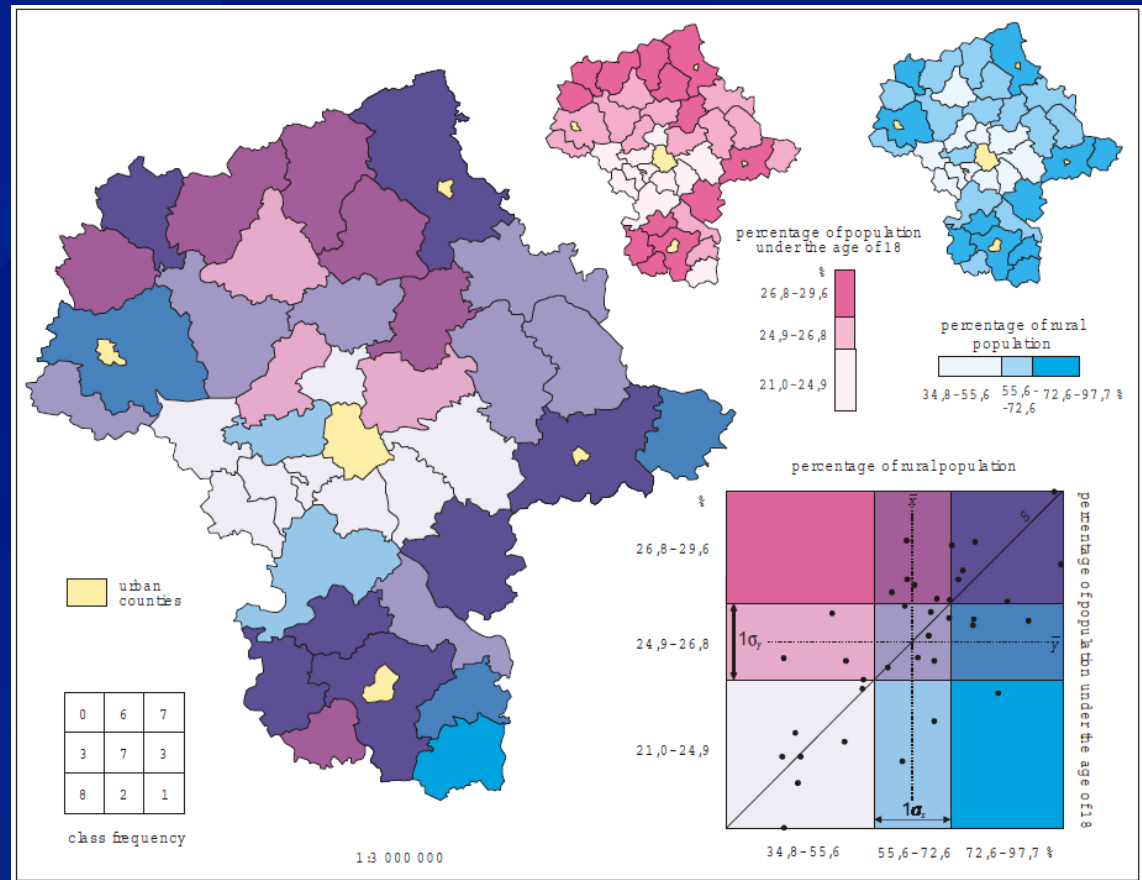 percentage of population
under the age of 18
%
26,8–29,6
24,9–26,8
21,0–24,9
percentage of rural
population
34,8–55,6
55,6–
-72,6
72,6–97,7 %
percentage of rural population
%
26,8–29,6
24,9–26,8
21,0–24,9
x̅
S
1σy
y̅
1σx
34,8–55,6
55,6–72,6
72,6–97,7 %
percentage of population under the age of 18
urban
counties
0 6 7
3 7 3
8 2 1
class frequency
1:3 000 000